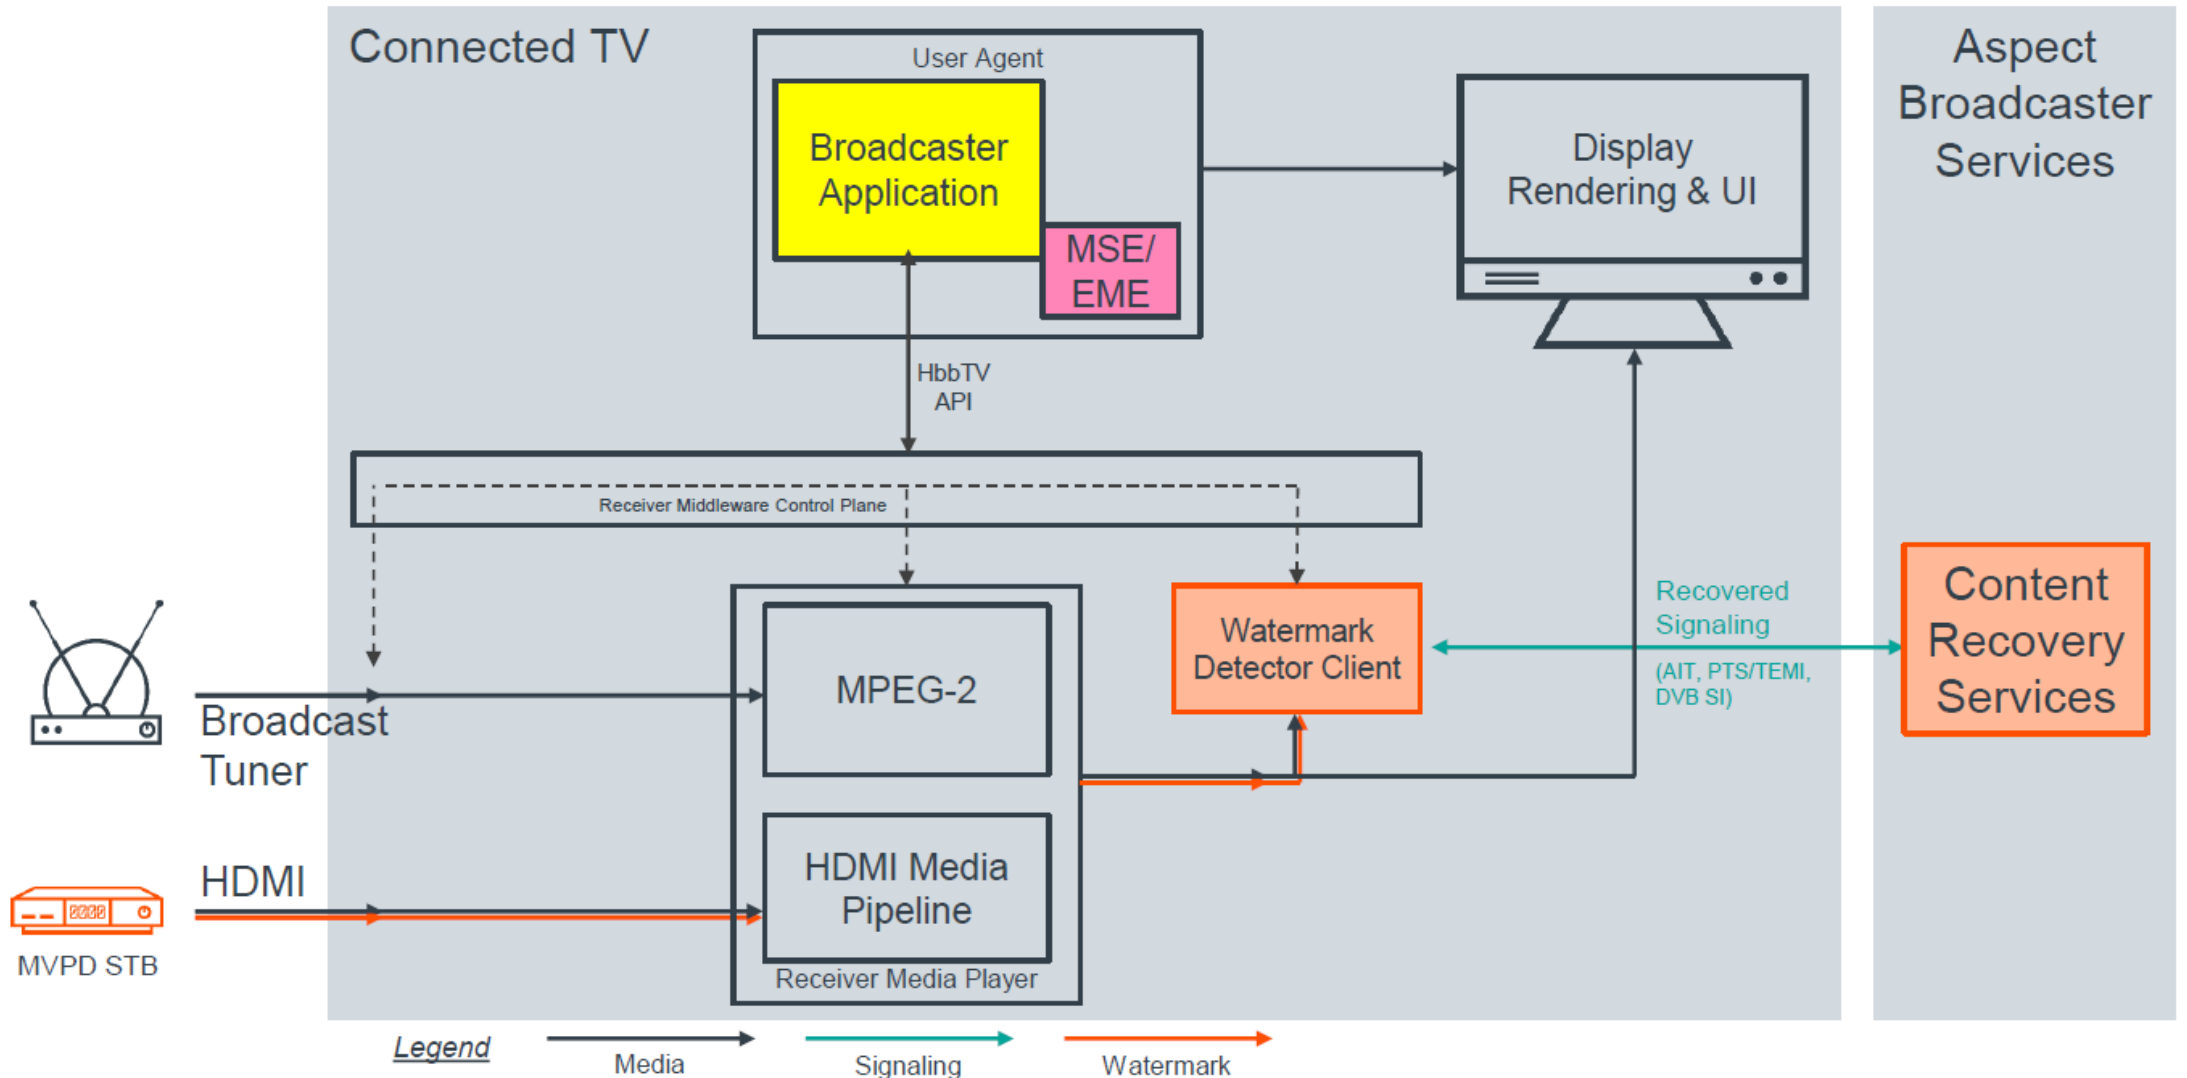 Connected TV
User Agent
Broadcaster
Application
MSE/
EME
Display
Rendering & UI
Aspect
Broadcaster
Services
HbbTV
API
Receiver Middleware Control Plane
Broadcast
Tuner
MPEG-2
Watermark
Detector Client
Recovered
Signaling
(AIT, PTS/TEMI,
DVB SI)
Content
Recovery
Services
HDMI
HDMI Media
Pipeline
Receiver Media Player
MVPD STB
Legend
Media
Signaling
Watermark